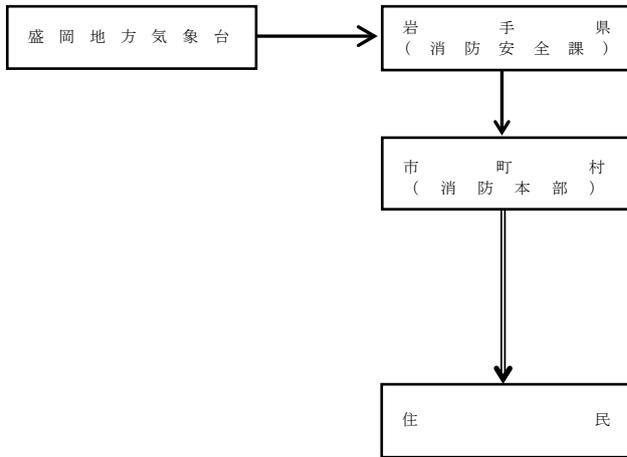 盛岡地方気象台
岩手県
(消防安全課)
市町村
(消防本部)
住民